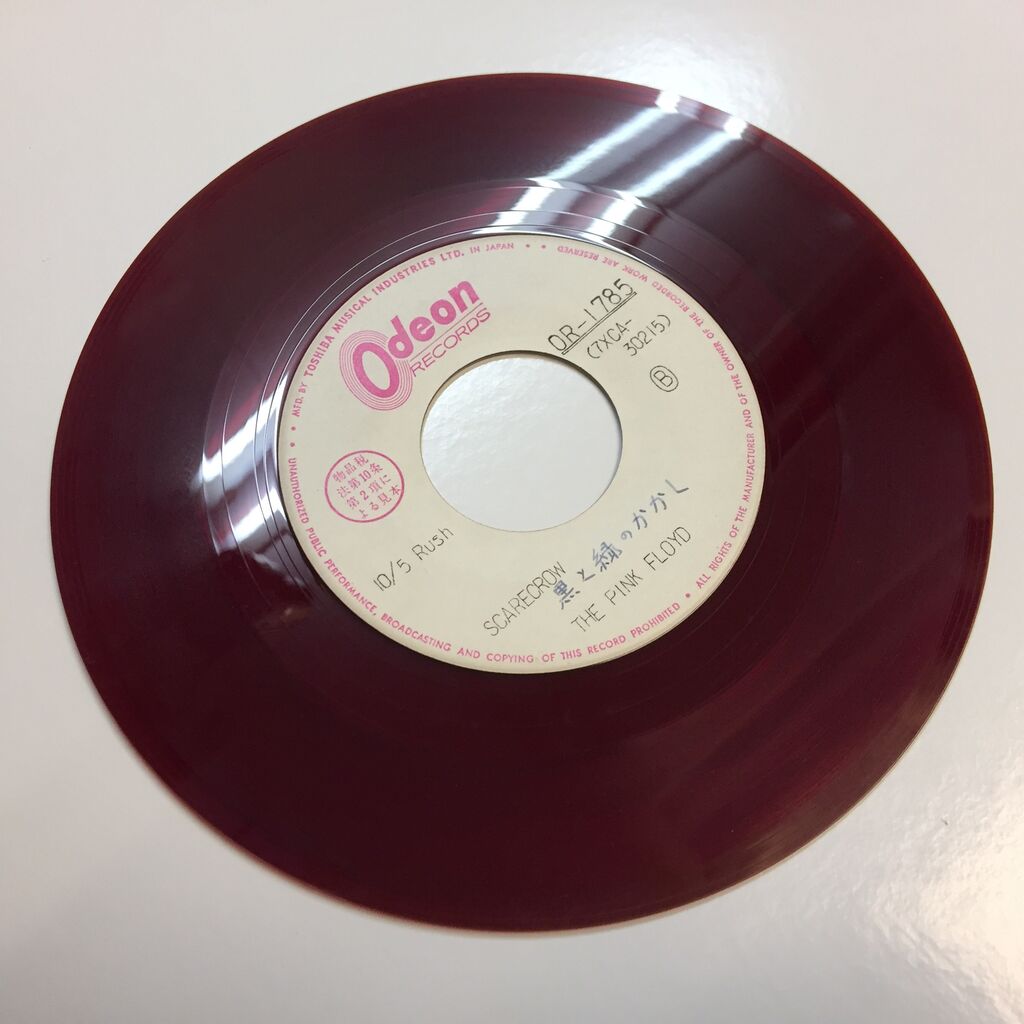 MFD. BY TOSHIBA MUSICAL INDUSTRIES LTD. IN JAPAN
Odeon
RECORDS
OR-1785
(7XCA-
30215)
B
物品税
法第10条
第2項に
よる見本
10/5 Rush
SCARECROW
黒と緑のかかし
THE PINK FLOYD
UNAUTHORIZED PUBLIC PERFORMANCE, BROADCASTING AND COPYING OF THIS RECORD PROHIBITED • ALL RIGHTS OF THE MANUFACTURER AND OF THE OWNER OF THE RECORDED WORK ARE RESERVED